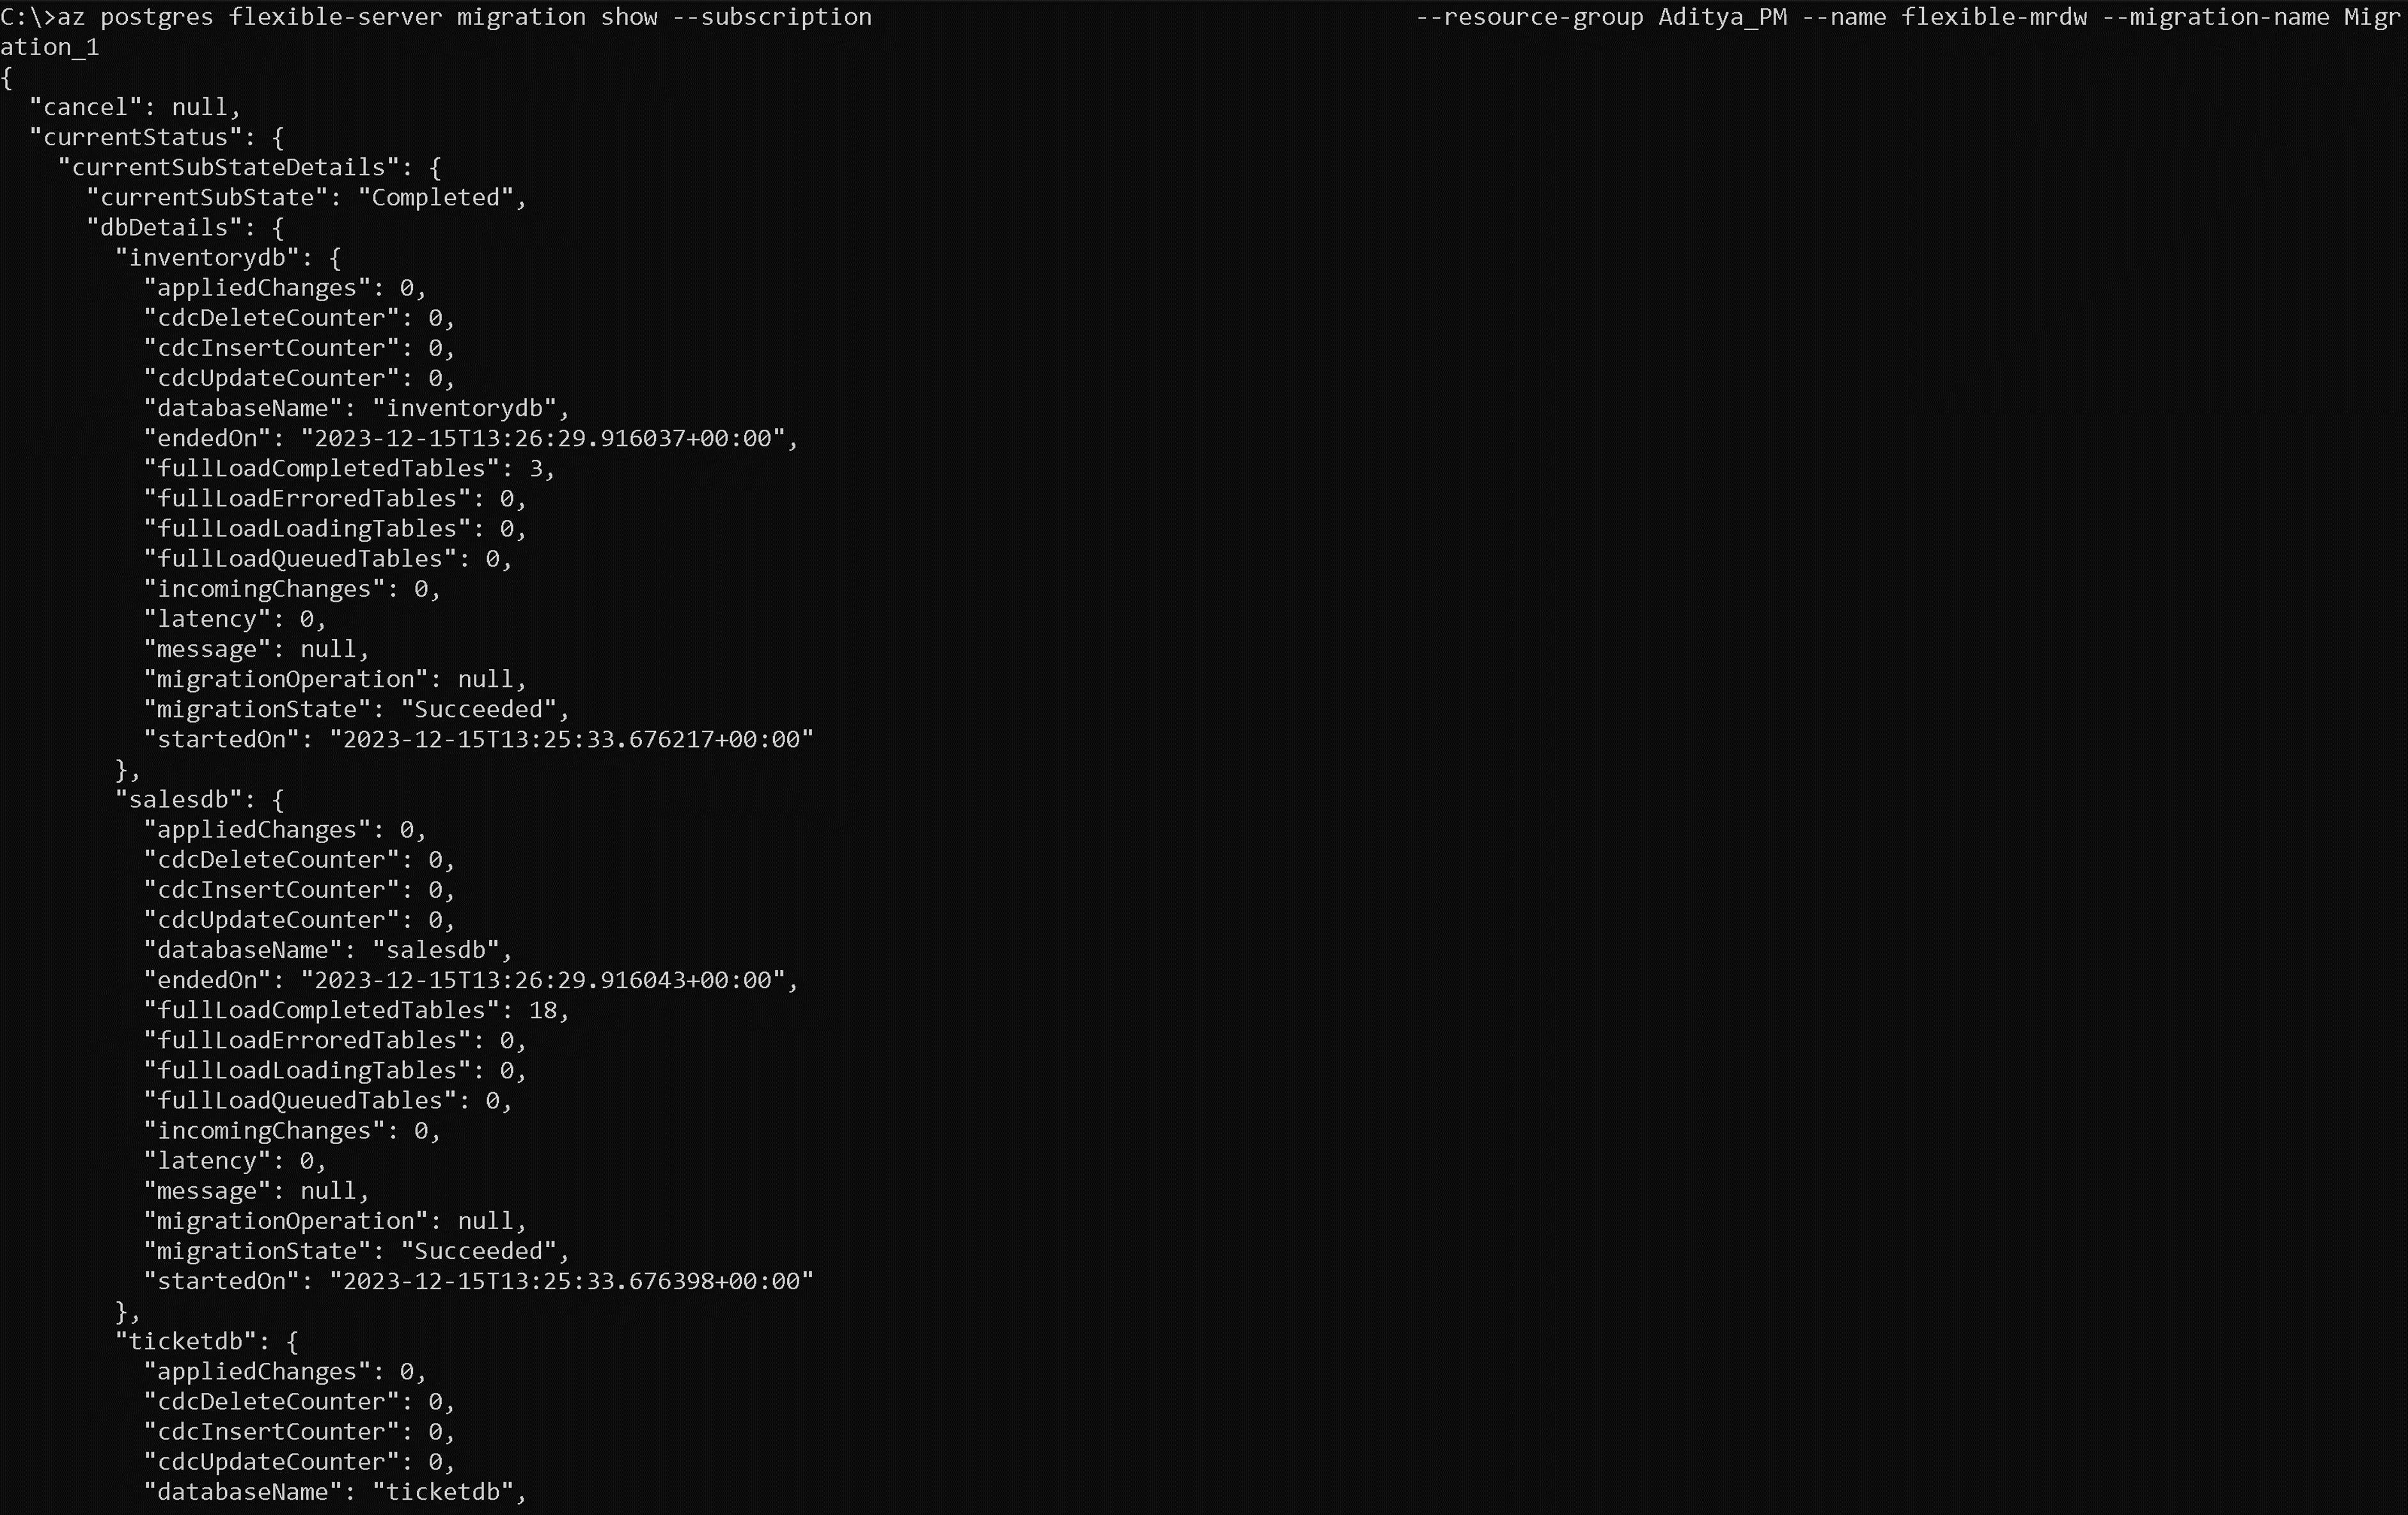 C:\>az postgres flexible-server migration show --subscription --resource-group Aditya_PM --name flexible-mrdw --migration-name Migr
ation_1
{
  "cancel": null,
  "currentStatus": {
    "currentSubStateDetails": {
      "currentSubState": "Completed",
      "dbDetails": {
        "inventorydb": {
          "appliedChanges": 0,
          "cdcDeleteCounter": 0,
          "cdcInsertCounter": 0,
          "cdcUpdateCounter": 0,
          "databaseName": "inventorydb",
          "endedOn": "2023-12-15T13:26:29.916037+00:00",
          "fullLoadCompletedTables": 3,
          "fullLoadErroredTables": 0,
          "fullLoadLoadingTables": 0,
          "fullLoadQueuedTables": 0,
          "incomingChanges": 0,
          "latency": 0,
          "message": null,
          "migrationOperation": null,
          "migrationState": "Succeeded",
          "startedOn": "2023-12-15T13:25:33.676217+00:00"
        },
        "salesdb": {
          "appliedChanges": 0,
          "cdcDeleteCounter": 0,
          "cdcInsertCounter": 0,
          "cdcUpdateCounter": 0,
          "databaseName": "salesdb",
          "endedOn": "2023-12-15T13:26:29.916043+00:00",
          "fullLoadCompletedTables": 18,
          "fullLoadErroredTables": 0,
          "fullLoadLoadingTables": 0,
          "fullLoadQueuedTables": 0,
          "incomingChanges": 0,
          "latency": 0,
          "message": null,
          "migrationOperation": null,
          "migrationState": "Succeeded",
          "startedOn": "2023-12-15T13:25:33.676398+00:00"
        },
        "ticketdb": {
          "appliedChanges": 0,
          "cdcDeleteCounter": 0,
          "cdcInsertCounter": 0,
          "cdcUpdateCounter": 0,
          "databaseName": "ticketdb",